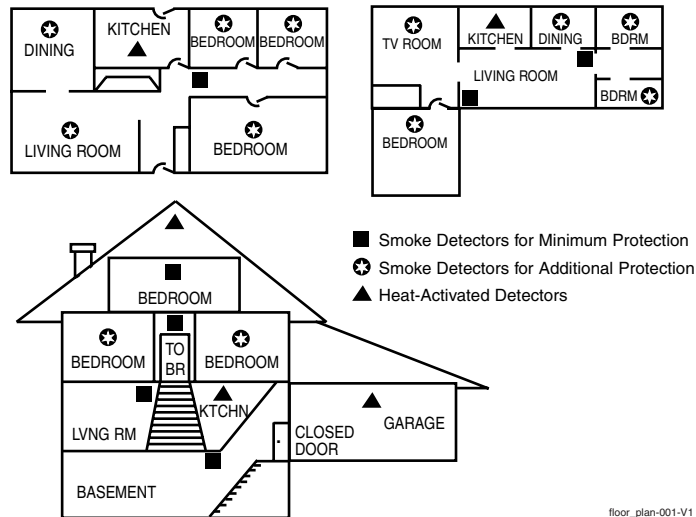 DINING
KITCHEN
BEDROOM
BEDROOM
LIVING ROOM
BEDROOM
TV ROOM
KITCHEN
DINING
BDRM
LIVING ROOM
BDRM
BEDROOM
Smoke Detectors for Minimum Protection
Smoke Detectors for Additional Protection
Heat-Activated Detectors
BEDROOM
BEDROOM
TO
BR
BEDROOM
LVNG RM
KTCHN
CLOSED
DOOR
GARAGE
BASEMENT
floor_plan-001-V1